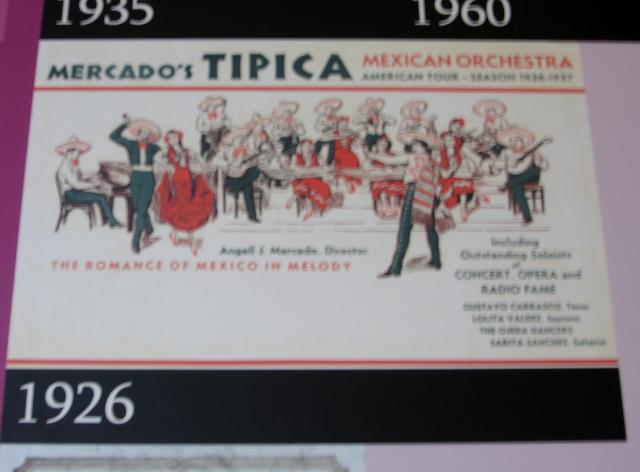 1935
1960
MERCADO'S TIPICA
MEXICAN ORCHESTRA
AMERICAN TOUR - SEASON 1936-1937
Angell J. Mercado, Director
THE ROMANCE OF MEXICO IN MELODY
Including
Outstanding Soloists
of
CONCERT, OPERA and
RADIO FAME
GUSTAVO CARRASCO, Tenor
LOLITA VALDEZ, Soprano
THE OJEDA DANCERS
SARITA SANCHEZ,
1926